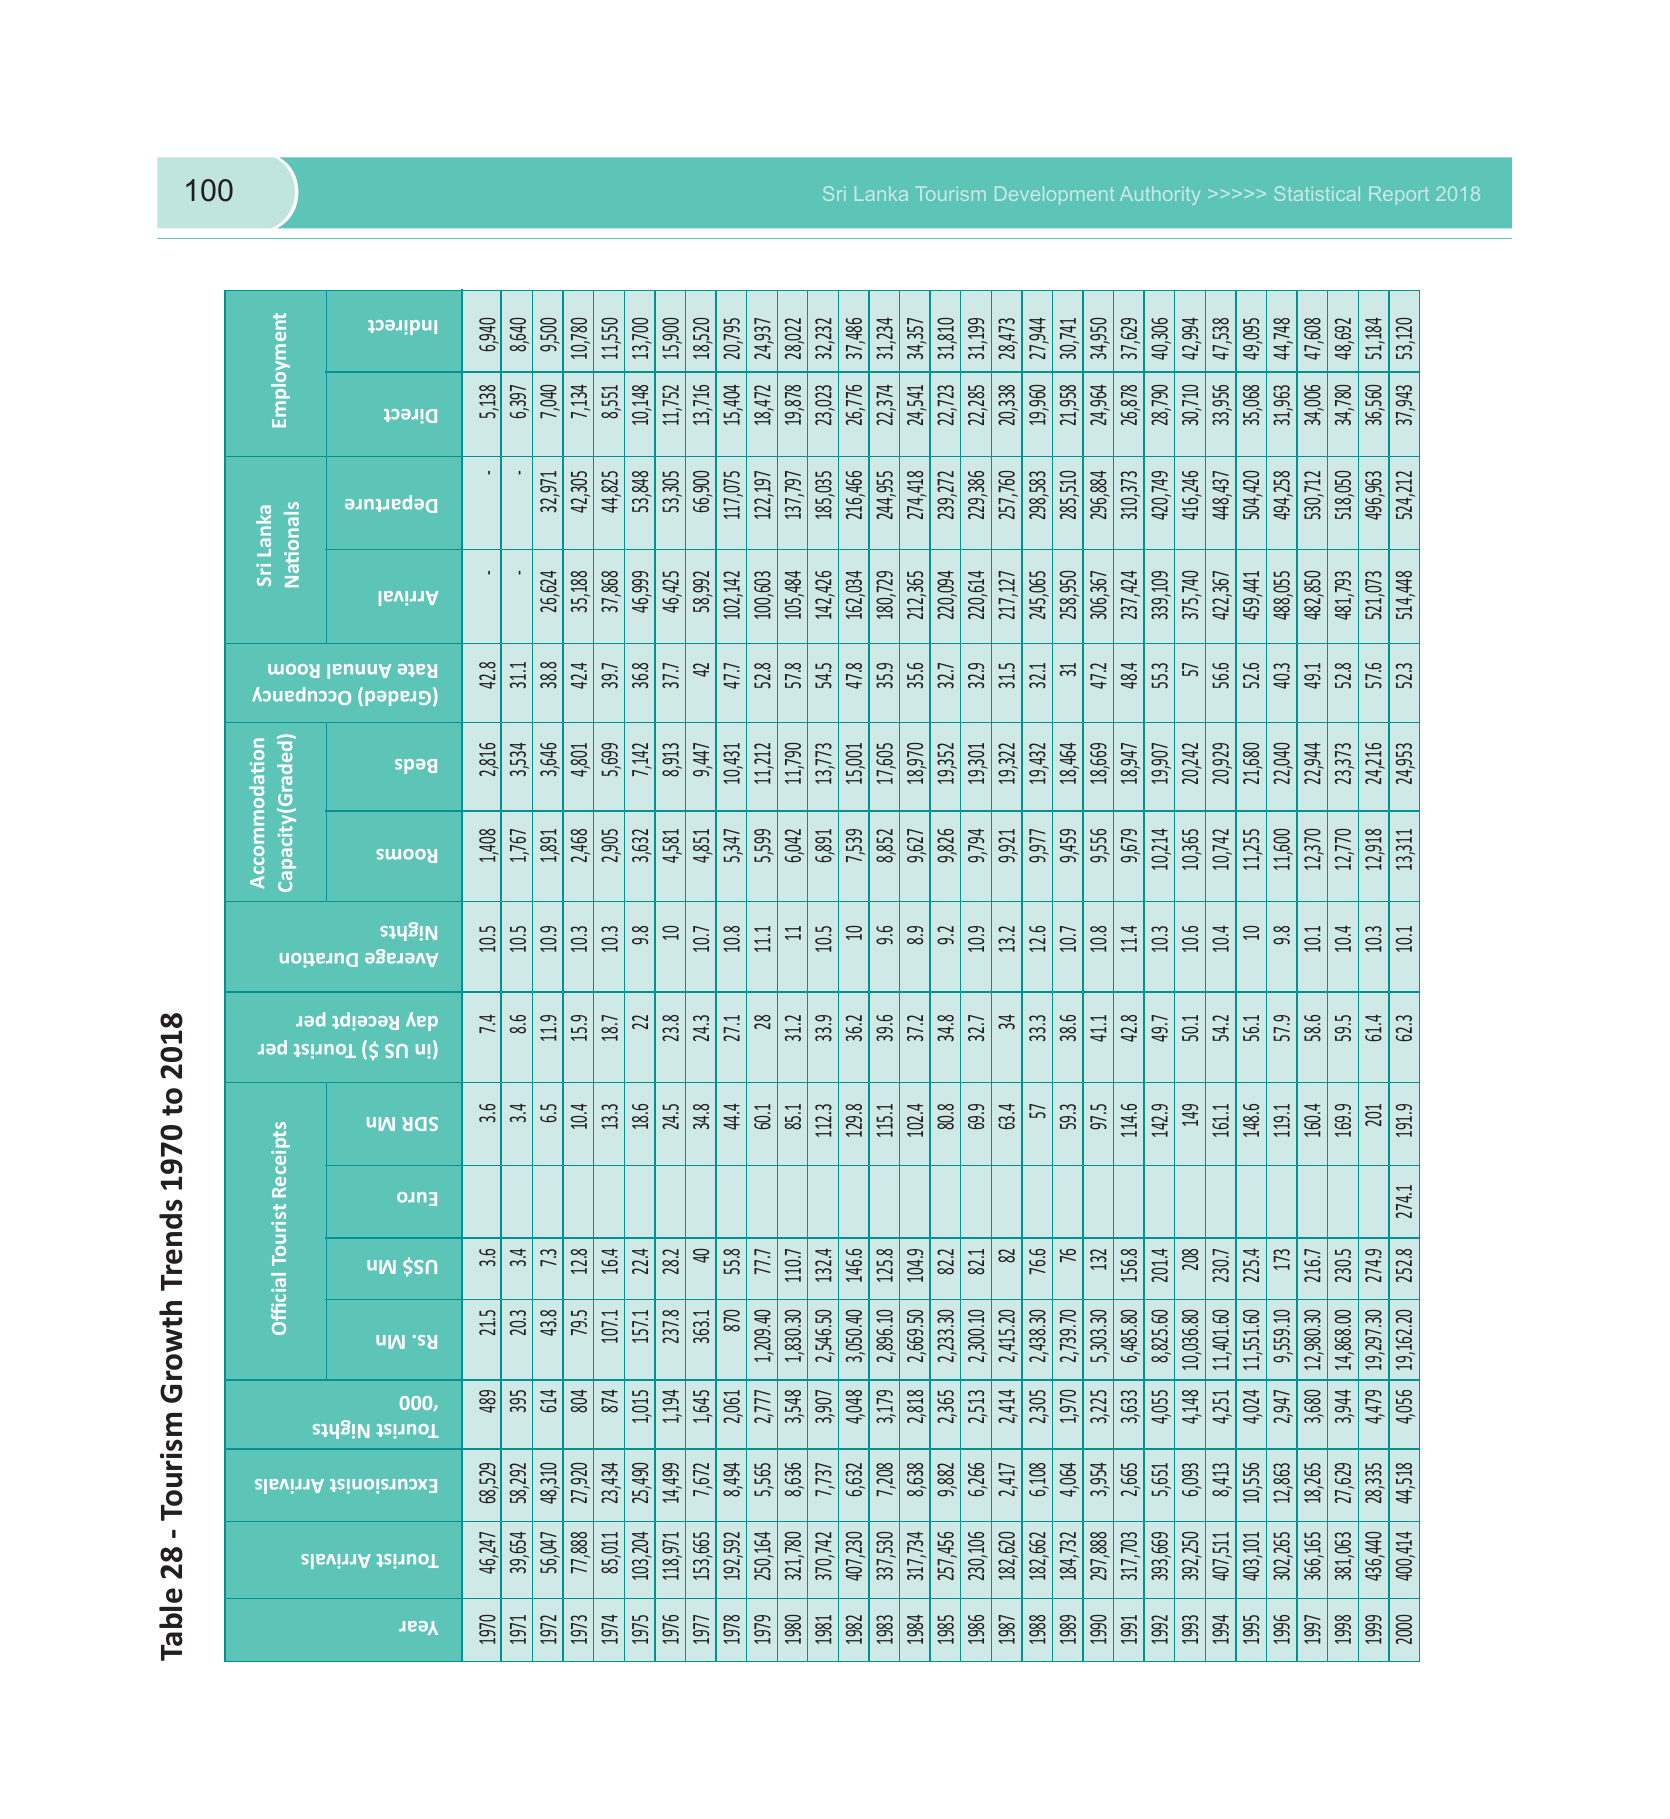 100
Sri Lanka Tourism Development Authority >>>>> Statistical Report 2018
Table 28 - Tourism Growth Trends 1970 to 2018
Year Tourist Arrivals Excursionist Arrivals Tourist Nights '000 Official Tourist Receipts (in US $) Tourist per day Receipt per Average Duration Nights Accommodation Capacity(Graded) (Graded) Occupancy Rate Annual Room Sri Lanka Nationals Employment
Rs. Mn US$ Mn Euro SDR Mn Rooms Beds Arrival Departure Direct Indirect
1970 46,247 68,529 489 21.5 3.6 3.6 7.4 10.5 1,408 2,816 42.8 - - 5,138 6,940
1971 39,654 58,292 395 20.3 3.4 3.4 8.6 10.5 1,767 3,534 31.1 - - 6,397 8,640
1972 56,047 48,310 614 43.8 7.3 6.5 11.9 10.9 1,891 3,646 38.8 26,624 32,971 7,040 9,500
1973 77,888 27,920 804 79.5 12.8 10.4 15.9 10.3 2,468 4,801 42.4 35,188 42,305 7,134 10,780
1974 85,011 23,434 874 107.1 16.4 13.3 18.7 10.3 2,905 5,699 39.7 37,868 44,825 8,551 11,550
1975 103,204 25,490 1,015 157.1 22.4 18.6 22 9.8 3,632 7,142 36.8 46,999 53,848 10,148 13,700
1976 118,971 14,499 1,194 237.8 28.2 24.5 23.8 10 4,581 8,913 37.7 46,425 53,305 11,752 15,900
1977 153,665 7,672 1,645 363.1 40 34.8 24.3 10.7 4,851 9,447 42 58,992 66,900 13,716 18,520
1978 192,592 8,494 2,061 870 55.8 44.4 27.1 10.8 5,347 10,431 47.7 102,142 117,075 15,404 20,795
1979 250,164 5,565 2,777 1,209.40 77.7 60.1 28 11.1 5,599 11,212 52.8 100,603 122,197 18,472 24,937
1980 321,780 8,636 3,548 1,830.30 110.7 85.1 31.2 11 6,042 11,790 57.8 105,484 137,797 19,878 28,022
1981 370,742 7,737 3,907 2,546.50 132.4 112.3 33.9 10.5 6,891 13,773 54.5 142,426 185,035 23,023 32,232
1982 407,230 6,632 4,048 3,050.40 146.6 129.8 36.2 10 7,539 15,001 47.8 162,034 216,466 26,776 37,486
1983 337,530 7,208 3,179 2,896.10 125.8 115.1 39.6 9.6 8,852 17,605 35.9 180,729 244,955 22,374 31,234
1984 317,734 8,638 2,818 2,669.50 104.9 102.4 37.2 8.9 9,627 18,970 35.6 212,365 274,418 24,541 34,357
1985 257,456 9,882 2,365 2,233.30 82.2 80.8 34.8 9.2 9,826 19,352 32.7 220,094 239,272 22,723 31,810
1986 230,106 6,266 2,513 2,300.10 82.1 69.9 32.7 10.9 9,794 19,301 32.9 220,614 229,386 22,285 31,199
1987 182,620 2,417 2,414 2,415.20 82 63.4 34 13.2 9,921 19,322 31.5 217,127 257,760 20,338 28,473
1988 182,662 6,108 2,305 2,438.30 76.6 57 33.3 12.6 9,977 19,432 32.1 245,065 298,583 19,960 27,944
1989 184,732 4,064 1,970 2,739.70 76 59.3 38.6 10.7 9,459 18,464 31 258,950 285,510 21,958 30,741
1990 297,888 3,954 3,225 5,303.30 132 97.5 41.1 10.8 9,556 18,669 47.2 306,367 296,884 24,964 34,950
1991 317,703 2,665 3,633 6,485.80 156.8 114.6 42.8 11.4 9,679 18,947 48.4 237,424 310,373 26,878 37,629
1992 393,669 5,651 4,055 8,825.60 201.4 142.9 49.7 10.3 10,214 19,907 55.3 339,109 420,749 28,790 40,306
1993 392,250 6,093 4,148 10,036.80 208 149 50.1 10.6 10,365 20,242 57 375,740 416,246 30,710 42,994
1994 407,511 8,413 4,251 11,401.60 230.7 161.1 54.2 10.4 10,742 20,929 56.6 422,367 448,437 33,956 47,538
1995 403,101 10,556 4,024 11,551.60 225.4 148.6 56.1 10 11,255 21,680 52.6 459,441 504,420 35,068 49,095
1996 302,265 12,863 2,947 9,559.10 173 119.1 57.9 9.8 11,600 22,040 40.3 488,055 494,258 31,963 44,748
1997 366,165 18,265 3,680 12,980.30 216.7 160.4 58.6 10.1 12,370 22,944 49.1 482,850 530,712 34,006 47,608
1998 381,063 27,629 3,944 14,868.00 230.5 169.9 59.5 10.4 12,770 23,373 52.8 481,793 518,050 34,780 48,692
1999 436,440 28,335 4,479 19,297.30 274.9 201 61.4 10.3 12,918 24,216 57.6 521,073 496,963 36,560 51,184
2000 400,414 44,518 4,056 19,162.20 252.8 274.1 191.9 62.3 10.1 13,311 24,953 52.3 514,448 524,212 37,943 53,120